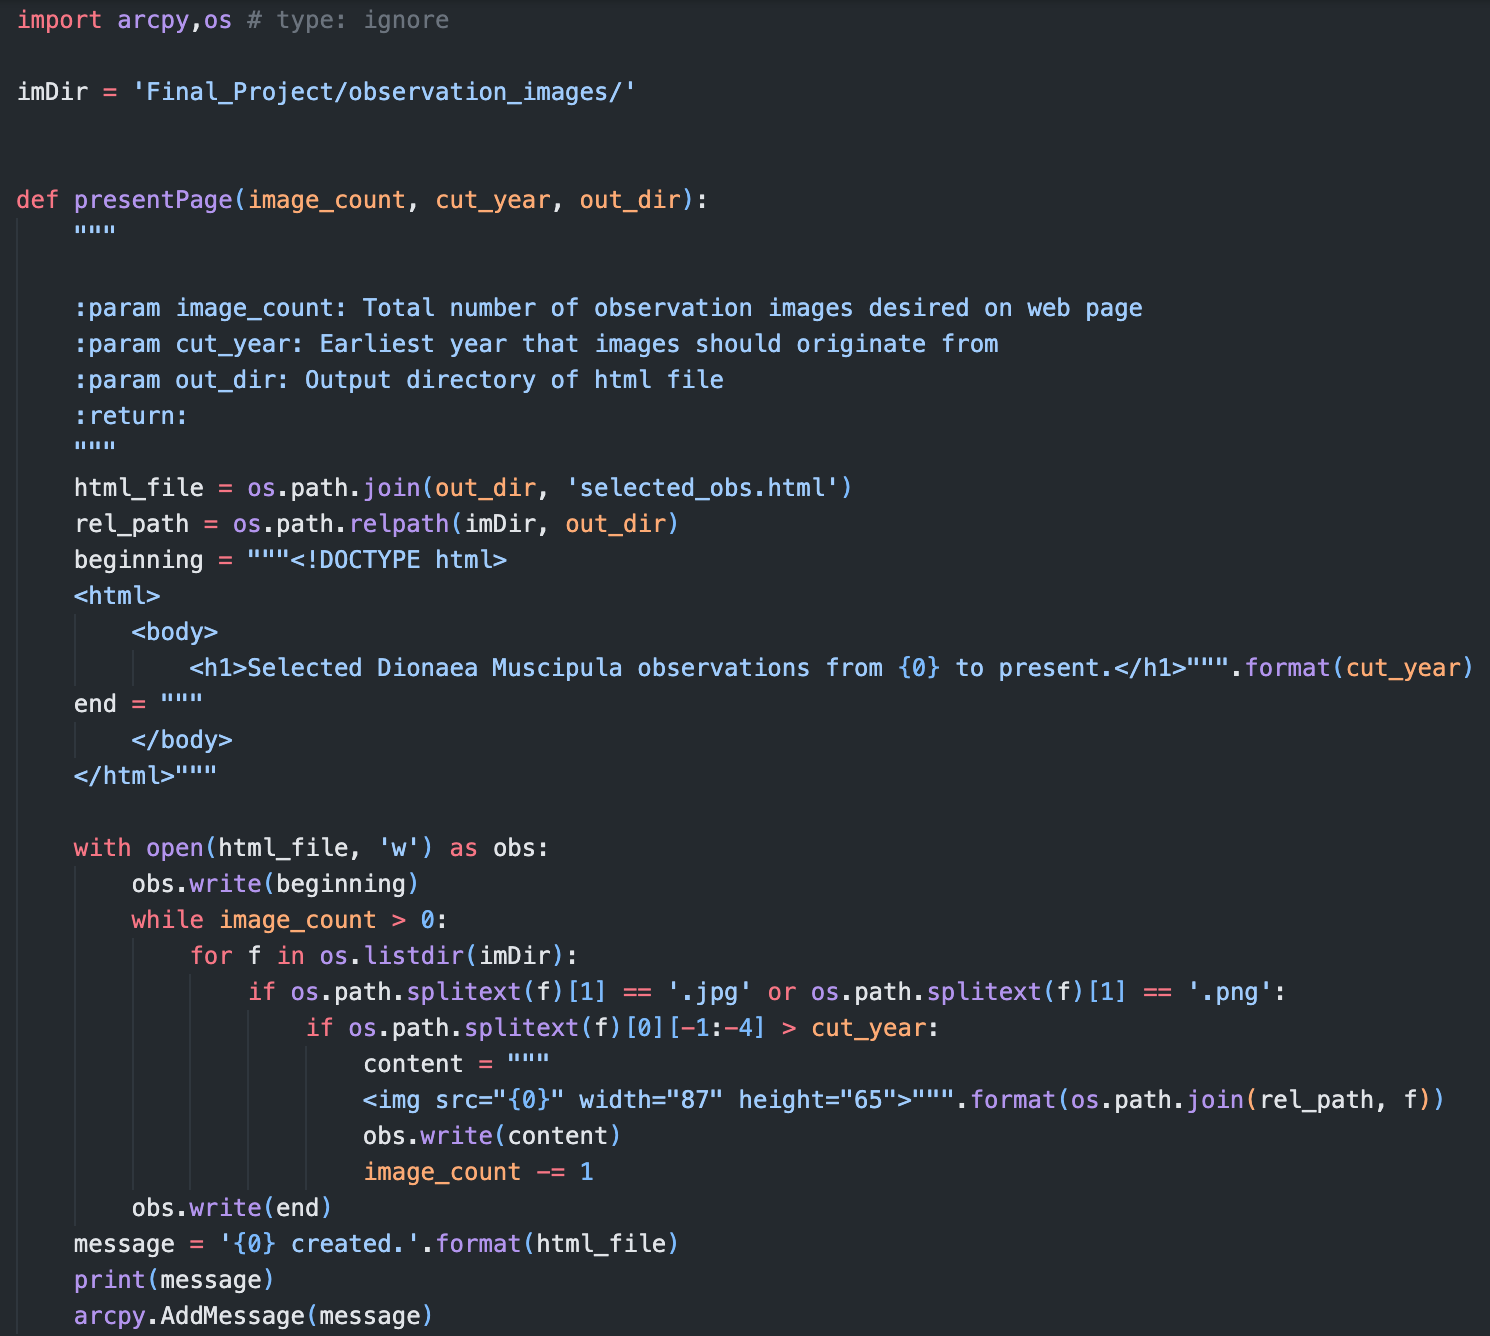 import arcpy,os # type: ignore
imDir = 'Final_Project/observation_images/'
def presentPage(image_count, cut_year, out_dir):
"""
:param image_count: Total number of observation images desired on web page
:param cut_year: Earliest year that images should originate from
:param out_dir: Output directory of html file
:return:
"""
html_file = os.path.join(out_dir, 'selected_obs.html')
rel_path = os.path.relpath(imDir, out_dir)
beginning = """<!DOCTYPE html>
<html>
<body>
<h1>Selected Dionaea Muscipula observations from {0} to present.</h1>""".format(cut_year)
end = """
</body>
</html>"""
with open(html_file, 'w') as obs:
obs.write(beginning)
while image_count > 0:
for f in os.listdir(imDir):
if os.path.splitext(f)[1] == '.jpg' or os.path.splitext(f)[1] == '.png':
if os.path.splitext(f)[0][-1:-4] > cut_year:
content = """
<img src="{0}" width="87" height="65">""".format(os.path.join(rel_path, f))
obs.write(content)
image_count -= 1
obs.write(end)
message = '{0} created.'.format(html_file)
print(message)
arcpy.AddMessage(message)